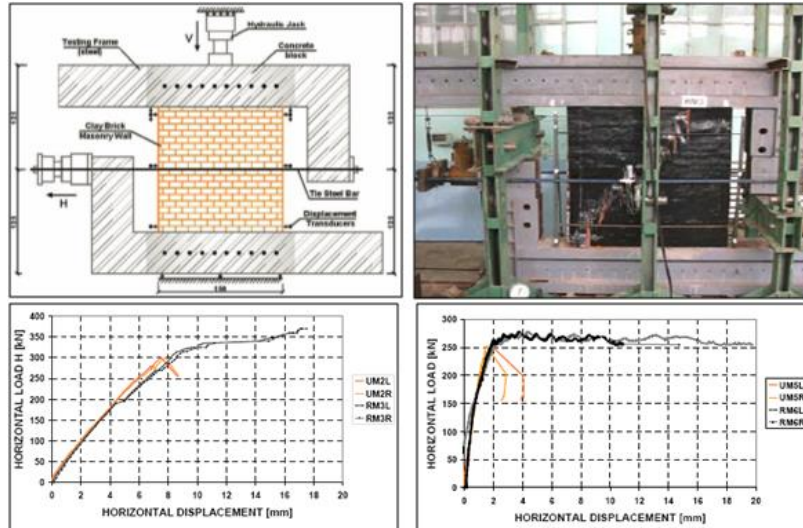 Testing Frame
(steel)
V
Hydraulic Jack
Concrete
block
Clay Brick
Masonry Wall
Tie Steel Bar
H
Displacement
Transducers
HORIZONTAL LOAD H [kN]
400
350
300
250
200
150
100
50
0
0 2 4 6 8 10 12 14 16 18 20
HORIZONTAL DISPLACEMENT [mm]
UM2L
UM2R
RM3L
RM3R
HORIZONTAL LOAD [kN]
300
250
200
150
100
50
0
0 2 4 6 8 10 12 14 16 18 20
HORIZONTAL DISPLACEMENT [mm]
UM5L
UM5R
RM6L
RM6R